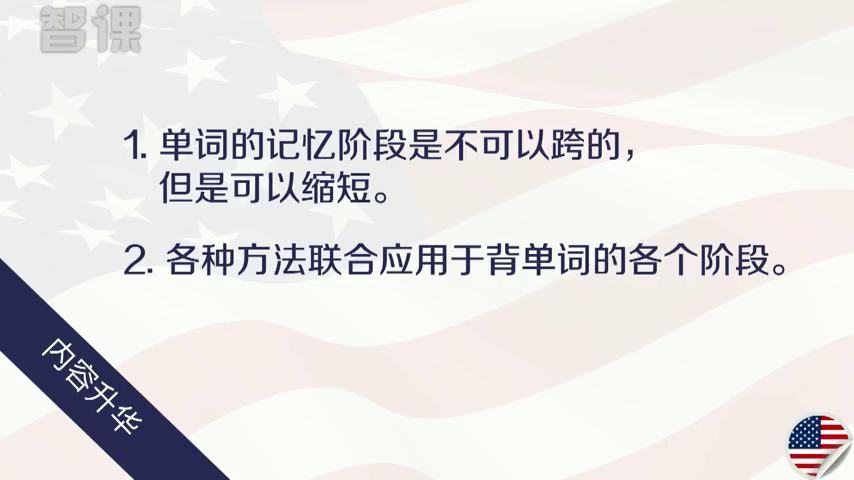 智课
1. 单词的记忆阶段是不可以跨的，
但是可以缩短。
2. 各种方法联合应用于背单词的各个阶段。
内容升华